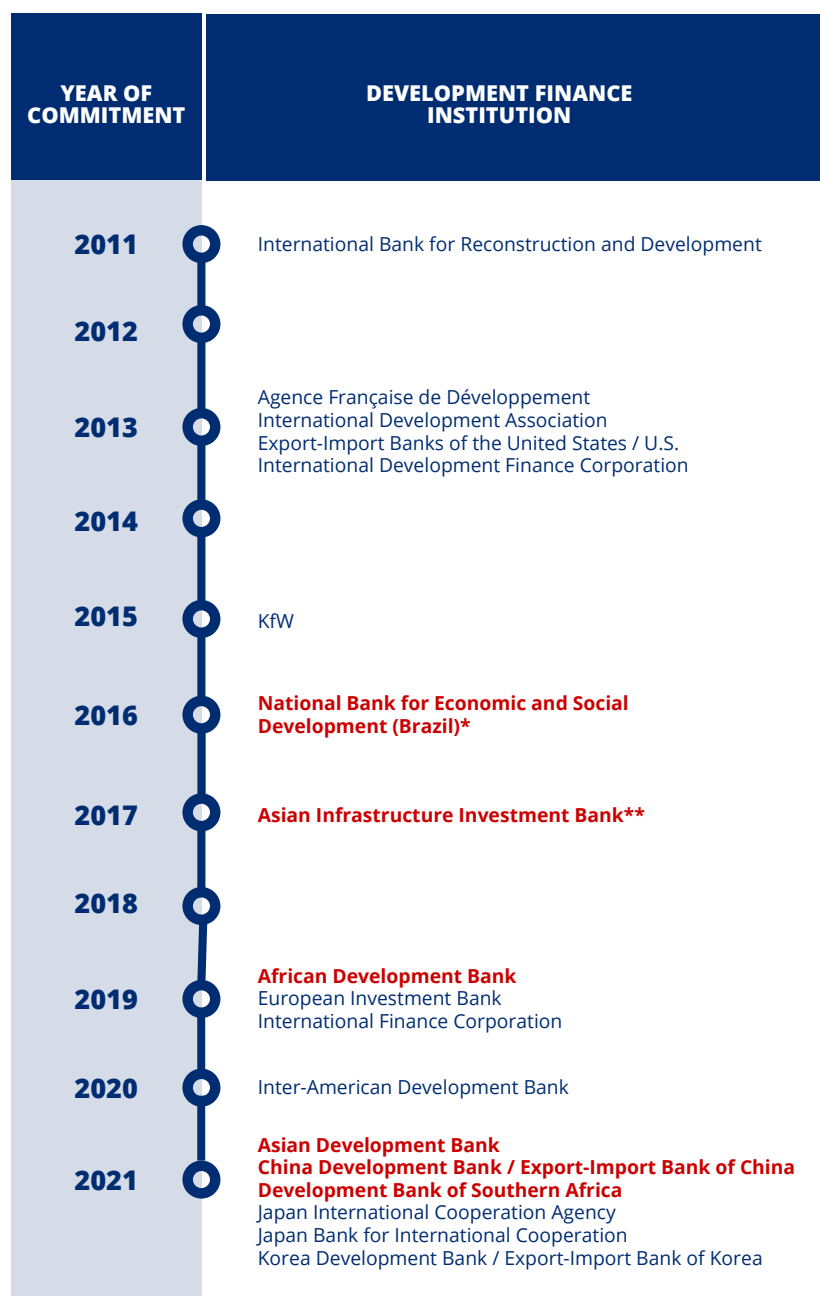 YEAR OF
COMMITMENT
DEVELOPMENT FINANCE
INSTITUTION
2011
International Bank for Reconstruction and Development
2012
2013
Agence Française de Développement
International Development Association
Export-Import Banks of the United States / U.S.
International Development Finance Corporation
2014
2015
KfW
2016
National Bank for Economic and Social
Development (Brazil)*
2017
Asian Infrastructure Investment Bank**
2018
2019
African Development Bank
European Investment Bank
International Finance Corporation
2020
Inter-American Development Bank
2021
Asian Development Bank
China Development Bank / Export-Import Bank of China
Development Bank of Southern Africa
Japan International Cooperation Agency
Japan Bank for International Cooperation
Korea Development Bank / Export-Import Bank of Korea